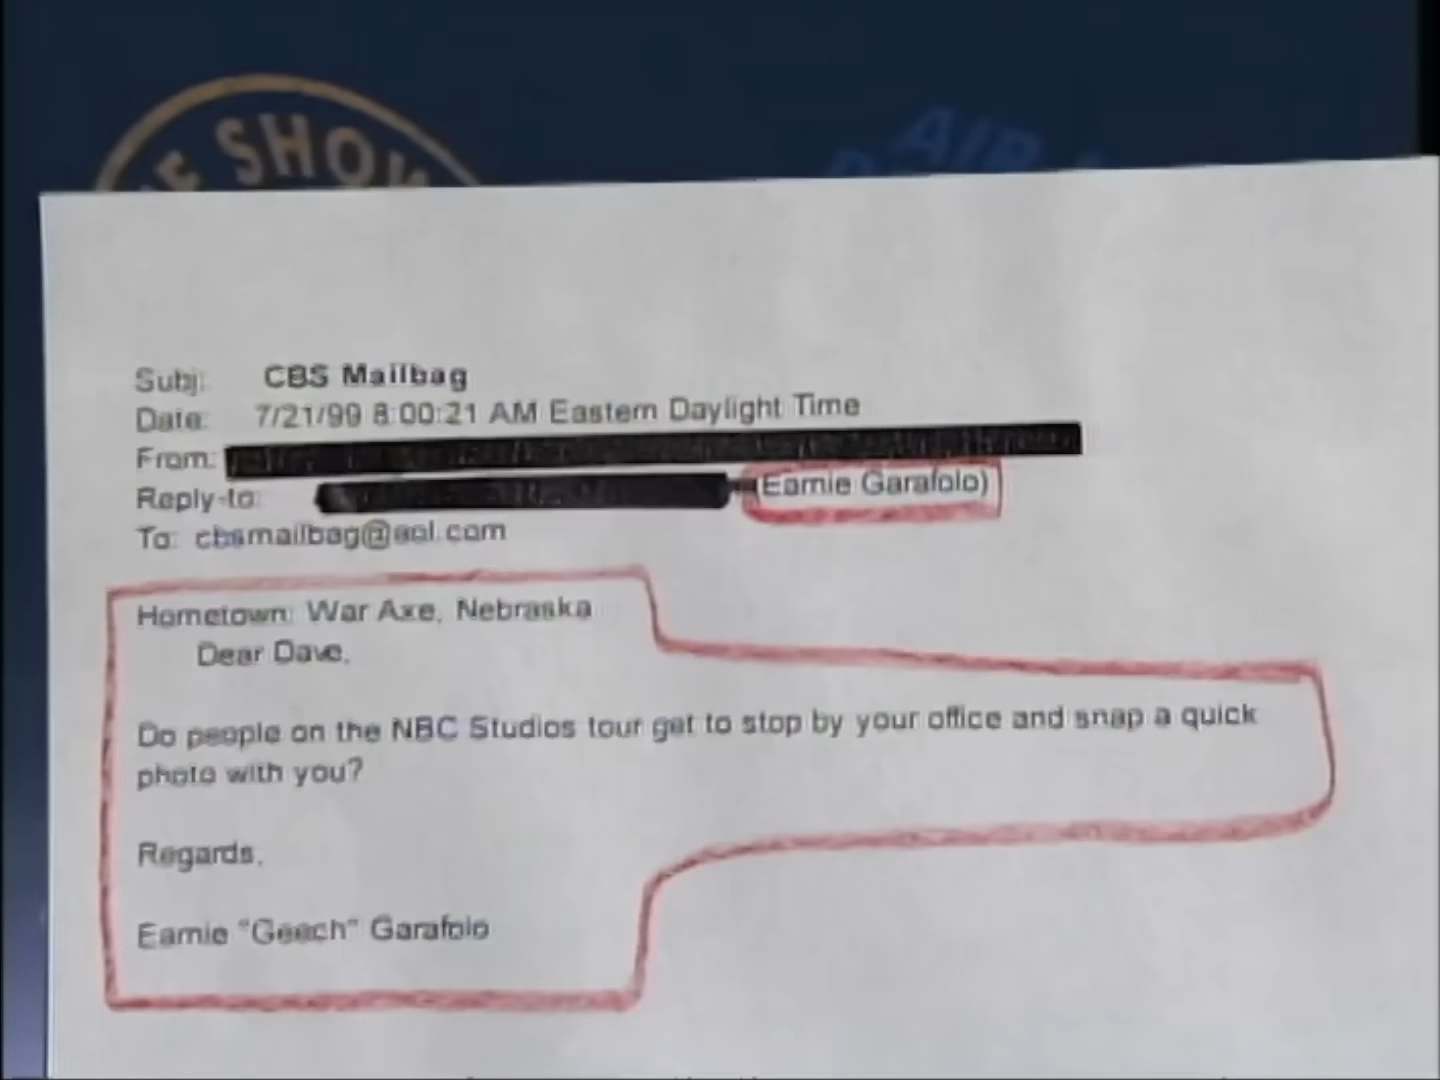 E SHOW
AIR
Subj: CBS Mailbag
Date: 7/21/99 8:00:21 AM Eastern Daylight Time
From:
Reply-to: (Earnie Garafolo)
To: cbsmailbag@aol.com
Hometown: War Axe, Nebraska
Dear Dave,
Do people on the NBC Studios tour get to stop by your office and snap a quick
photo with you?
Regards,
Earnie "Geech" Garafolo